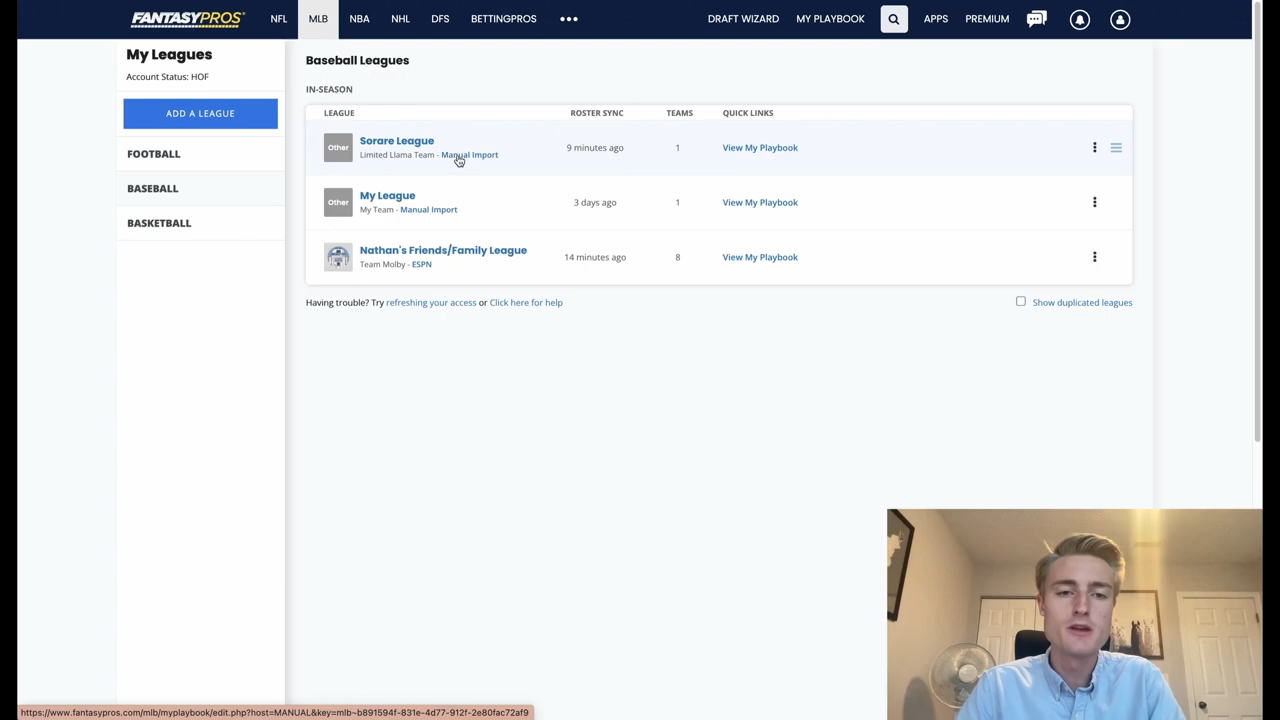 FANTASYPROS NFL MLB NBA NHL DFS BETTINGPROS ••• DRAFT WIZARD MY PLAYBOOK APPS PREMIUM
My Leagues
Account Status: HOF
ADD A LEAGUE
FOOTBALL
BASEBALL
BASKETBALL
Baseball Leagues
IN-SEASON
LEAGUE ROSTER SYNC TEAMS QUICK LINKS
Other Sorare League 9 minutes ago 1 View My Playbook
Limited Llama Team - Manual Import
Other My League 3 days ago 1 View My Playbook
My Team - Manual Import
Nathan's Friends/Family League 14 minutes ago 8 View My Playbook
Team Molby - ESPN
Having trouble? Try refreshing your access or Click here for help Show duplicated leagues
https://www.fantasypros.com/mlb/myplaybook/edit.php?host=MANUAL&key=mlb~b891594f-831e-4d77-912f-2e80fac72af9